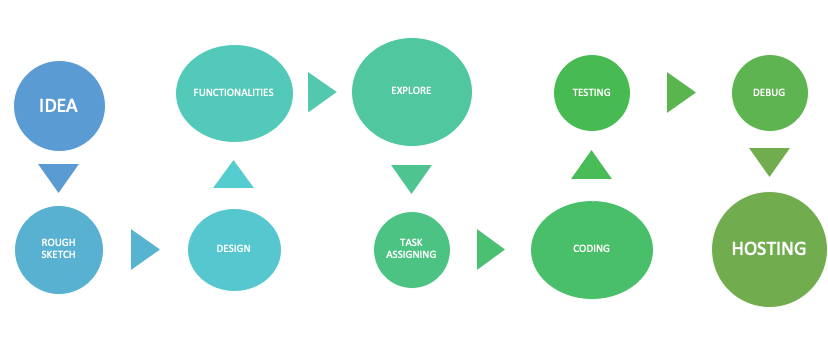 IDEA
ROUGH
SKETCH
DESIGN
FUNCTIONALITIES
EXPLORE
TASK
ASSIGNING
CODING
TESTING
DEBUG
HOSTING